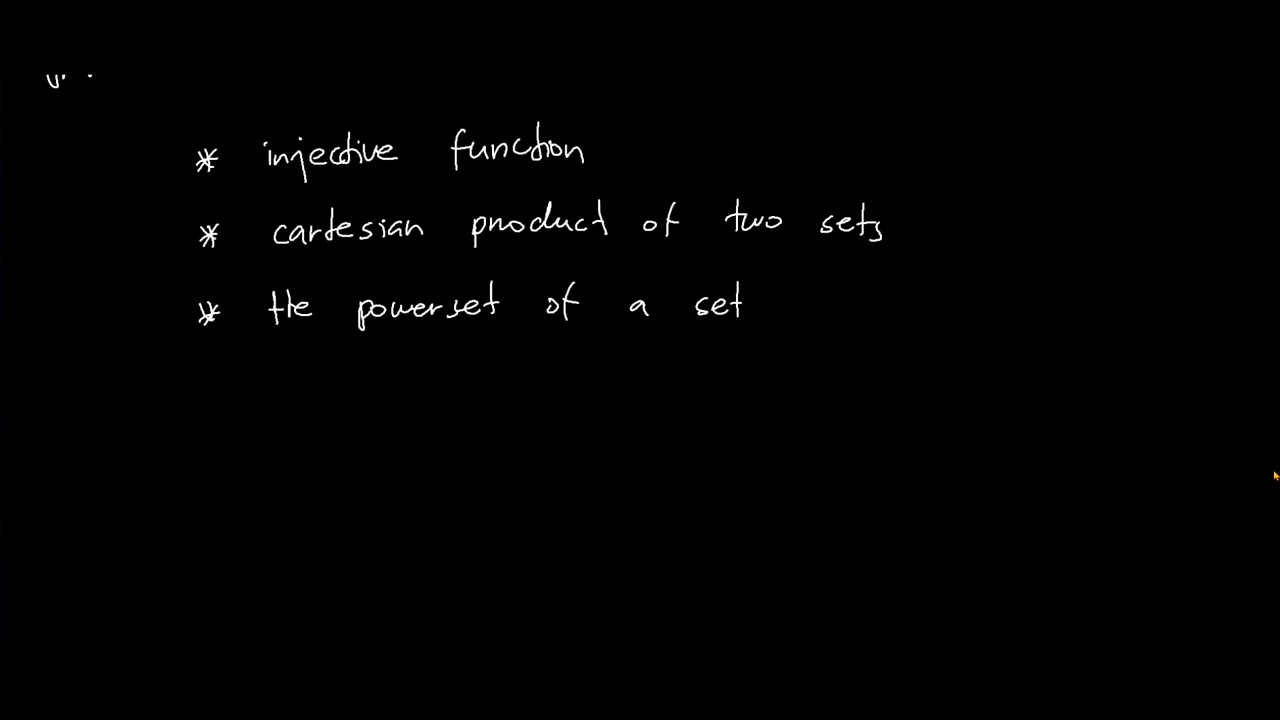 * injective function
* cartesian product of two sets
* the powerset of a set